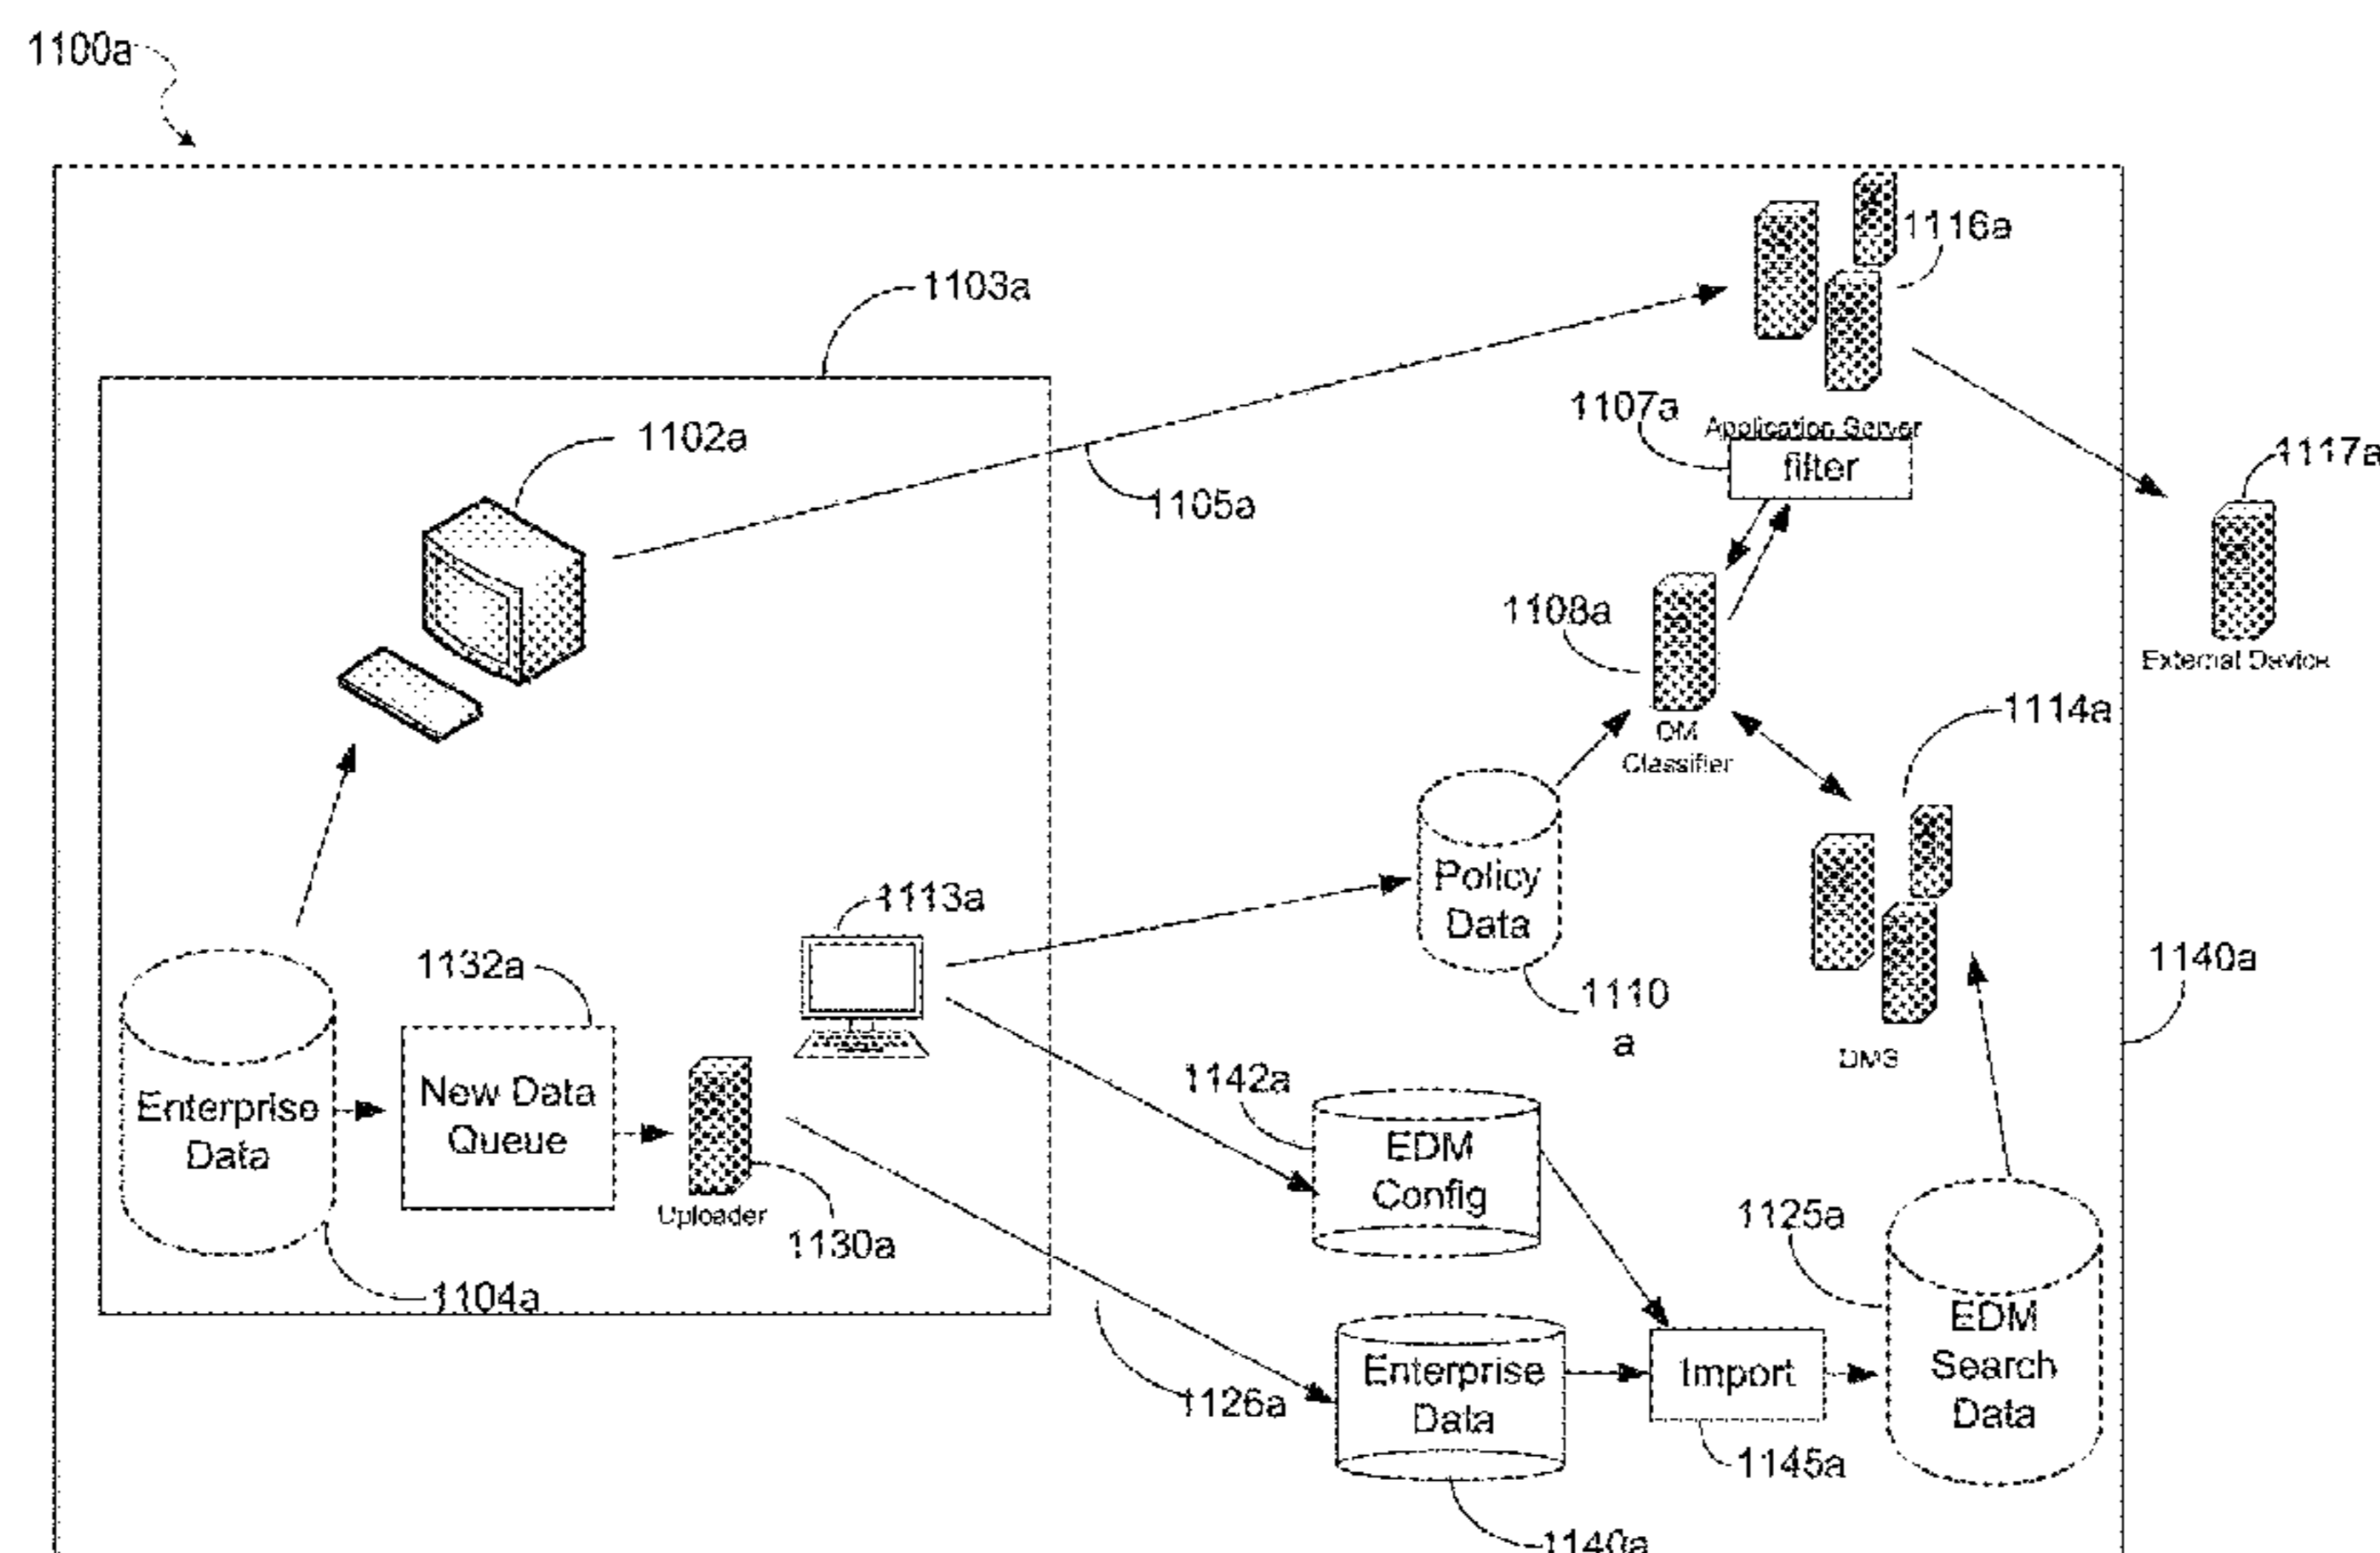 1100a
1116a
1103a
1107a
Application Server
filter
1102a
1117a
1105a
1108a
External Device
DM
Classifier
1114a
Policy
Data
1113a
1132a
1140a
1110
a
DMS
Enterprise
Data
New Data
Queue
1142a
EDM
Config
Uploader
1130a
1125a
1104a
EDM
Search
Data
Enterprise
Data
Import
1126a
1145a
1140a